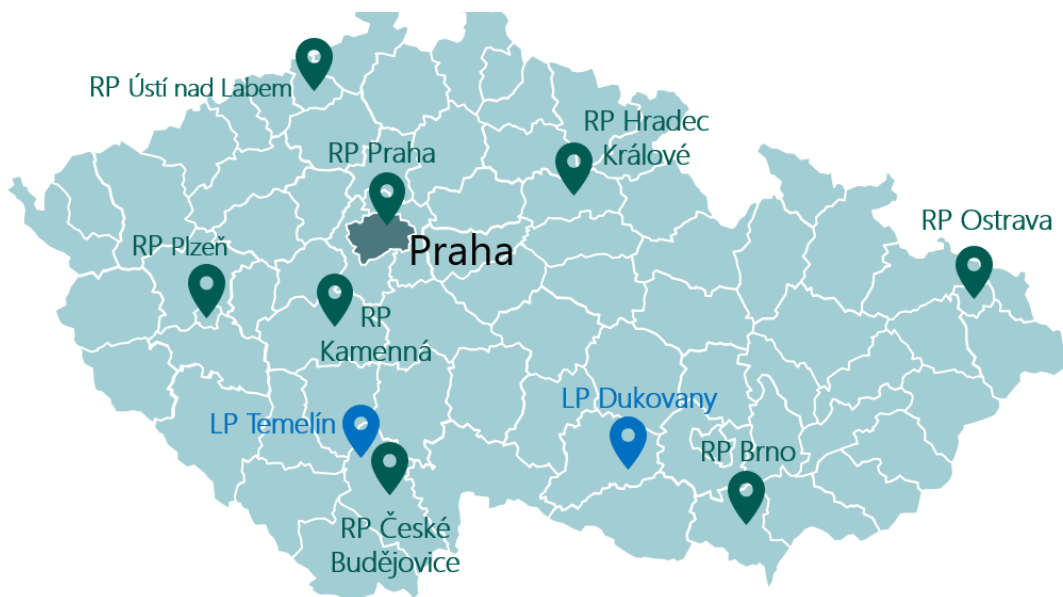 RP Ústí nad Labem
RP Hradec
Králové
RP Praha
RP Ostrava
RP Plzeň
Praha
RP
Kamenná
LP Temelín
LP Dukovany
RP Brno
RP České
Budějovice